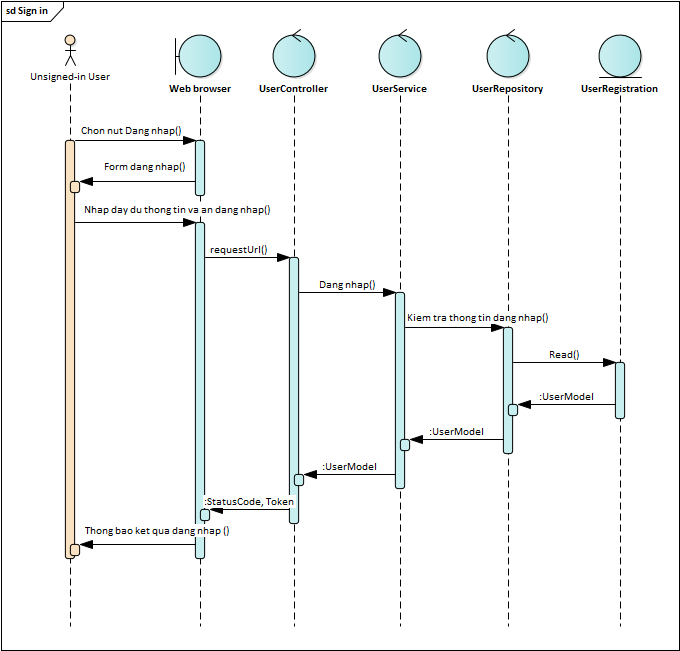 sd Sign in
Unsigned-in User
Web browser
UserController
UserService
UserRepository
UserRegistration
Chon nut Dang nhap()
Form dang nhap()
Nhap day du thong tin va an dang nhap()
requestUrl()
Dang nhap()
Kiem tra thong tin dang nhap()
Read()
:UserModel
:UserModel
:UserModel
:StatusCode, Token
Thong bao ket qua dang nhap ()